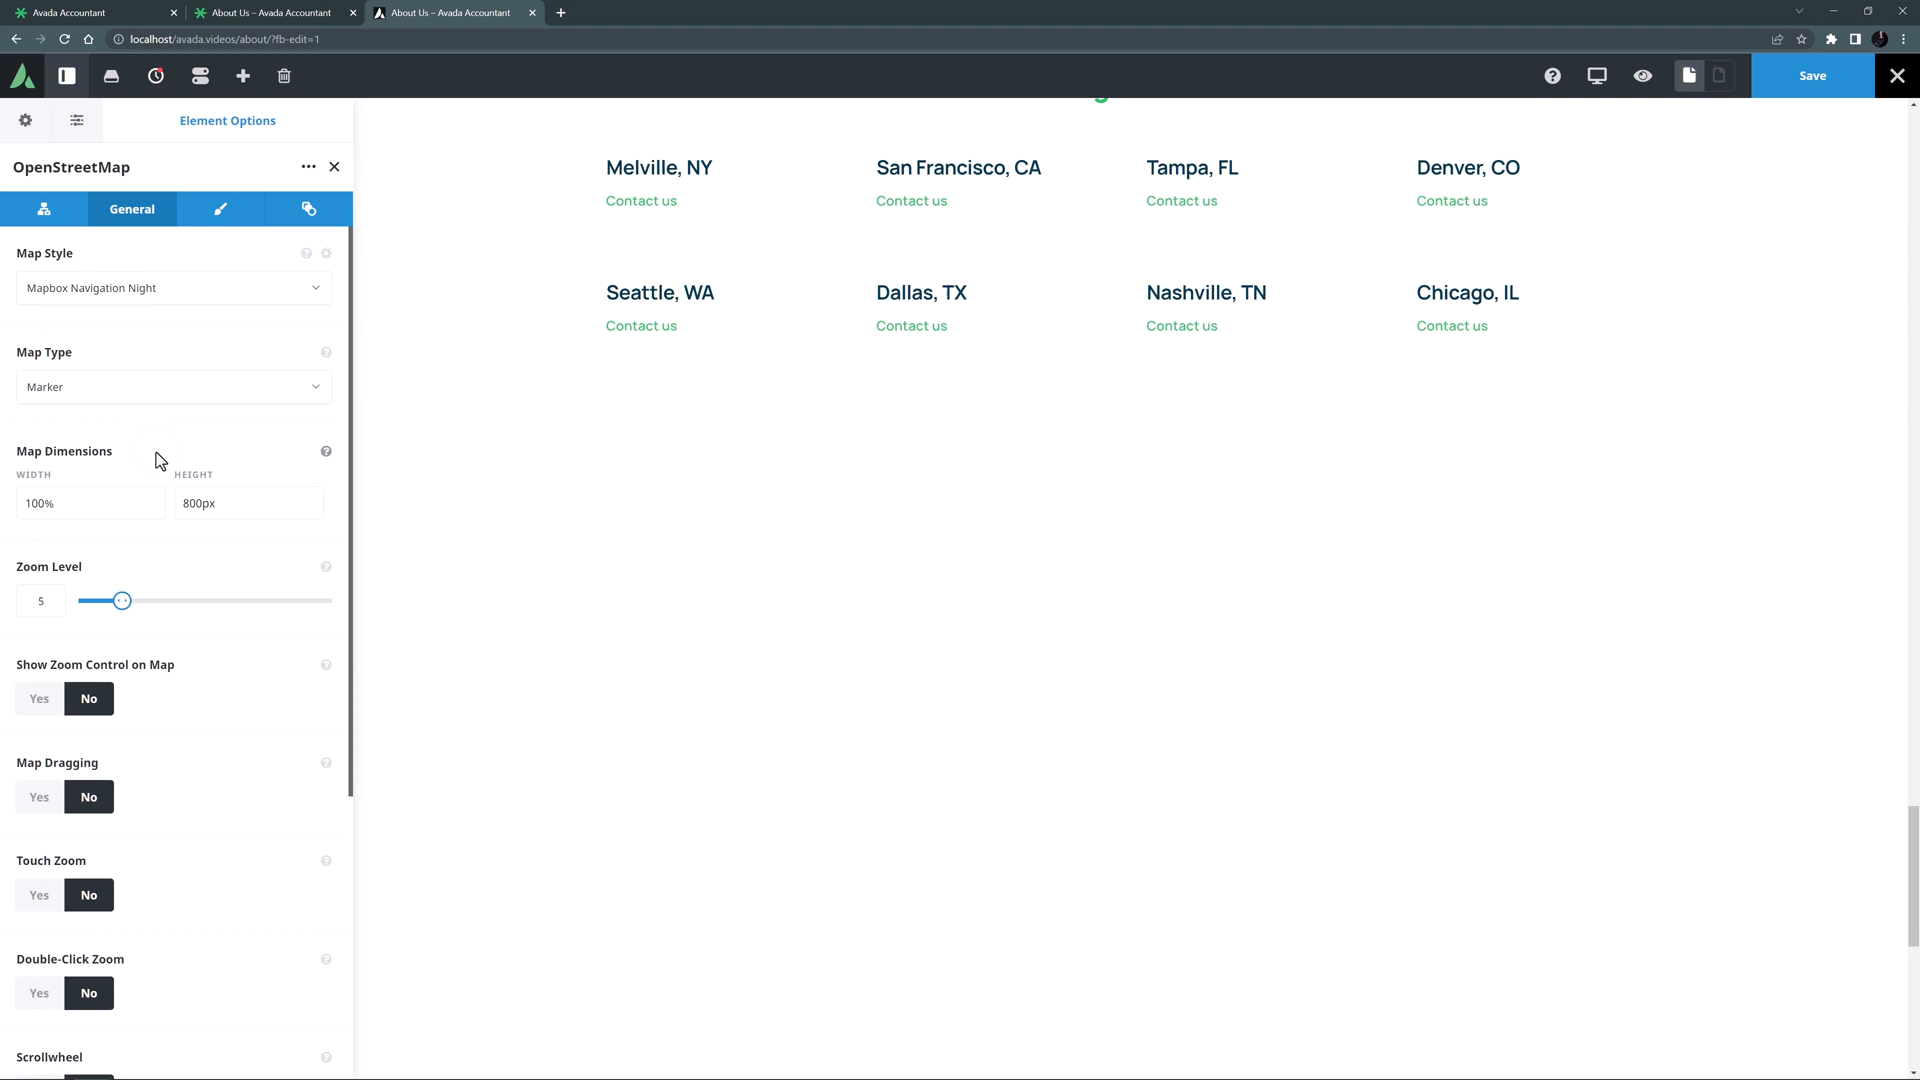 Avada Accountant
About Us – Avada Accountant
About Us – Avada Accountant
localhost/avada.videos/about/?fb-edit=1
Save
Element Options
OpenStreetMap
General
Map Style
Mapbox Navigation Night
Map Type
Marker
Map Dimensions
WIDTH HEIGHT
100% 800px
Zoom Level
5
Show Zoom Control on Map
Yes No
Map Dragging
Yes No
Touch Zoom
Yes No
Double-Click Zoom
Yes No
Scrollwheel
Melville, NY San Francisco, CA Tampa, FL Denver, CO
Contact us Contact us Contact us Contact us
Seattle, WA Dallas, TX Nashville, TN Chicago, IL
Contact us Contact us Contact us Contact us